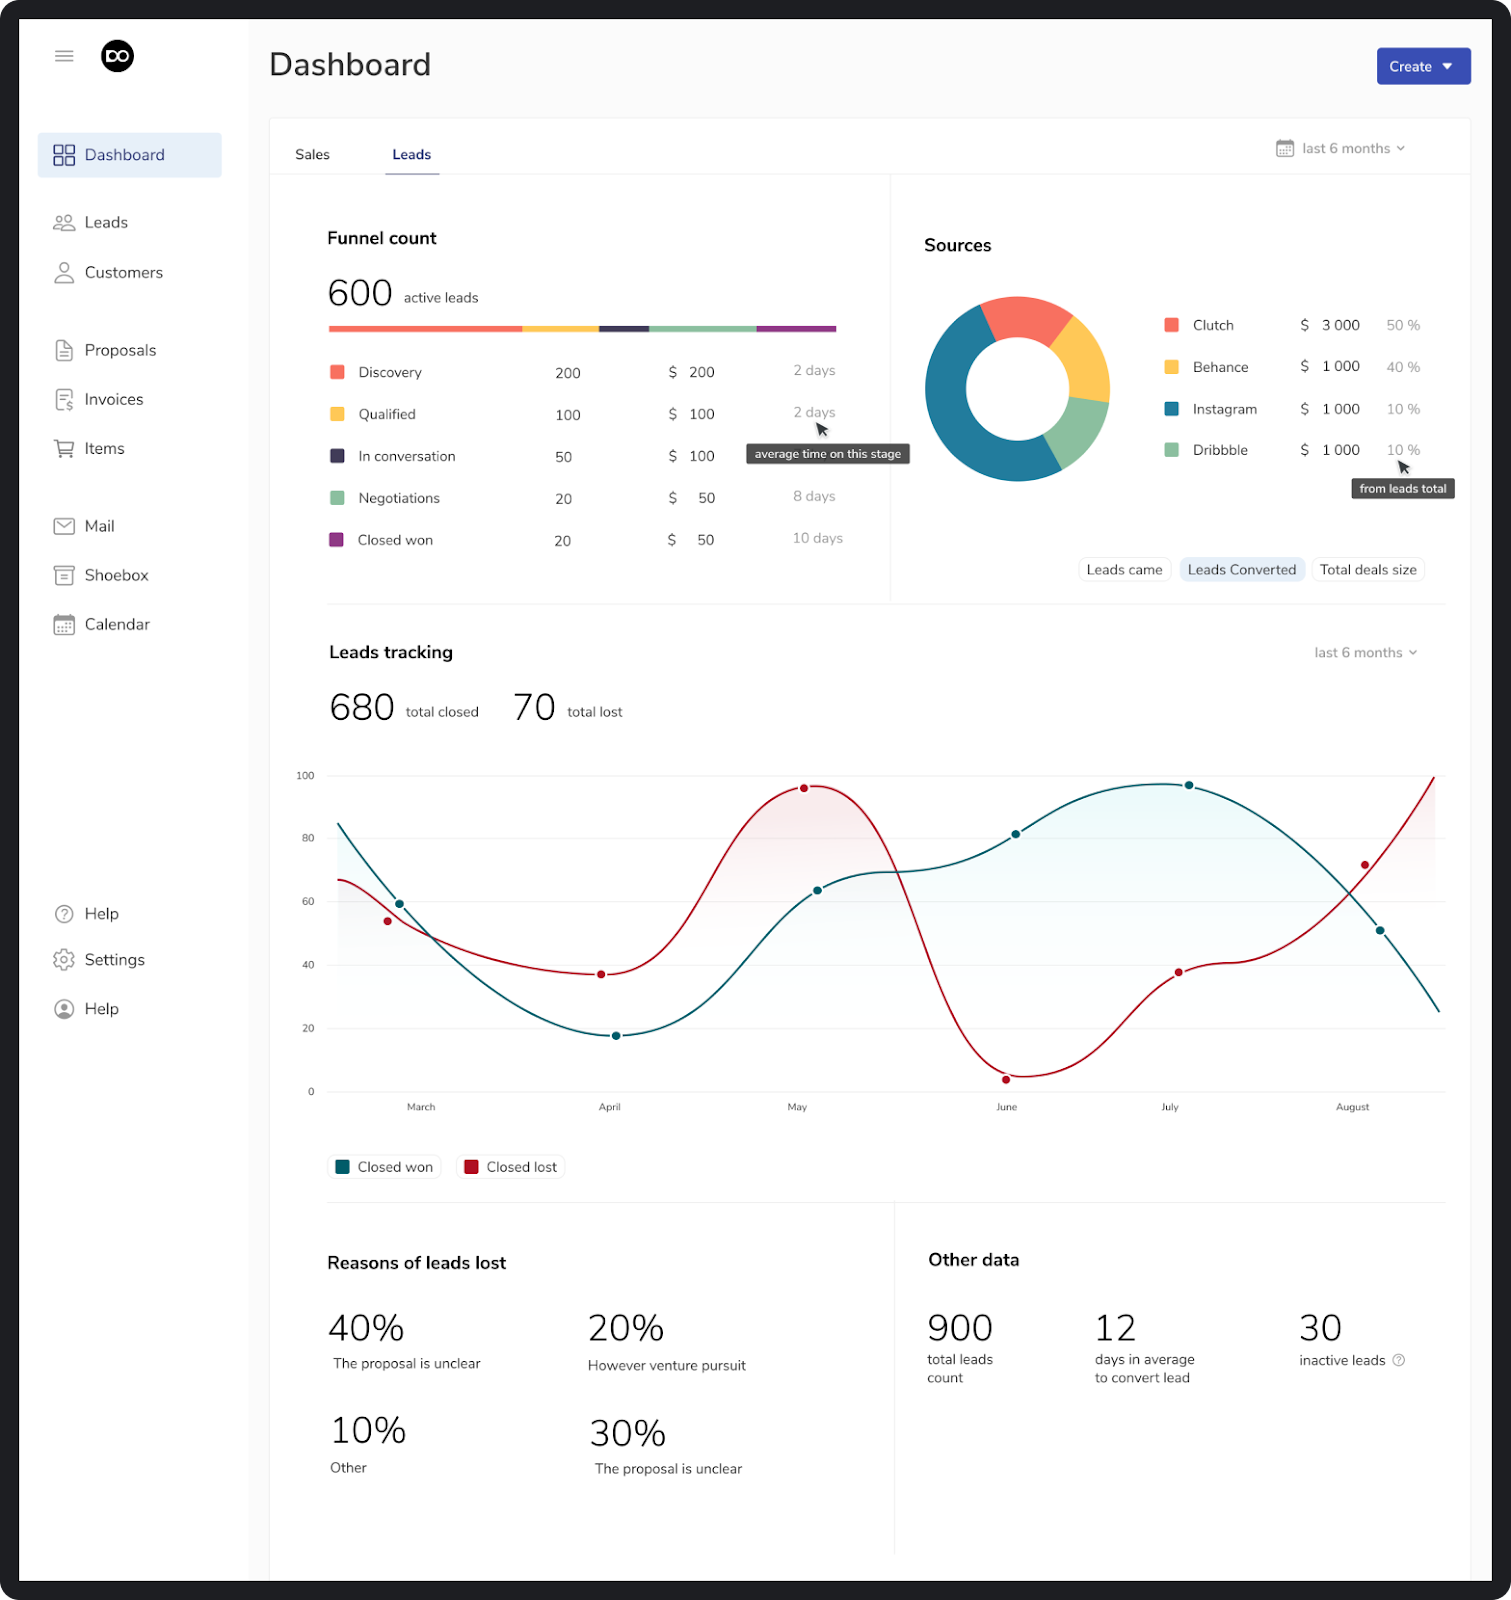 DO
Dashboard
Create
Dashboard
Leads
Customers
Proposals
Invoices
Items
Mail
Shoebox
Calendar
Help
Settings
Help
Sales
Leads
last 6 months
Funnel count
600 active leads
Discovery 200 $ 200 2 days
Qualified 100 $ 100 2 days
In conversation 50 $ 100
average time on this stage
Negotiations 20 $ 50 8 days
Closed won 20 $ 50 10 days
Sources
Clutch $ 3 000 50 %
Behance $ 1 000 40 %
Instagram $ 1 000 10 %
Dribbble $ 1 000 10 %
from leads total
Leads came Leads Converted Total deals size
Leads tracking
last 6 months
680 total closed 70 total lost
100
80
60
40
20
0
March April May June July August
Closed won Closed lost
Reasons of leads lost
40%
The proposal is unclear
20%
However venture pursuit
10%
Other
30%
The proposal is unclear
Other data
900
total leads
count
12
days in average
to convert lead
30
inactive leads ?